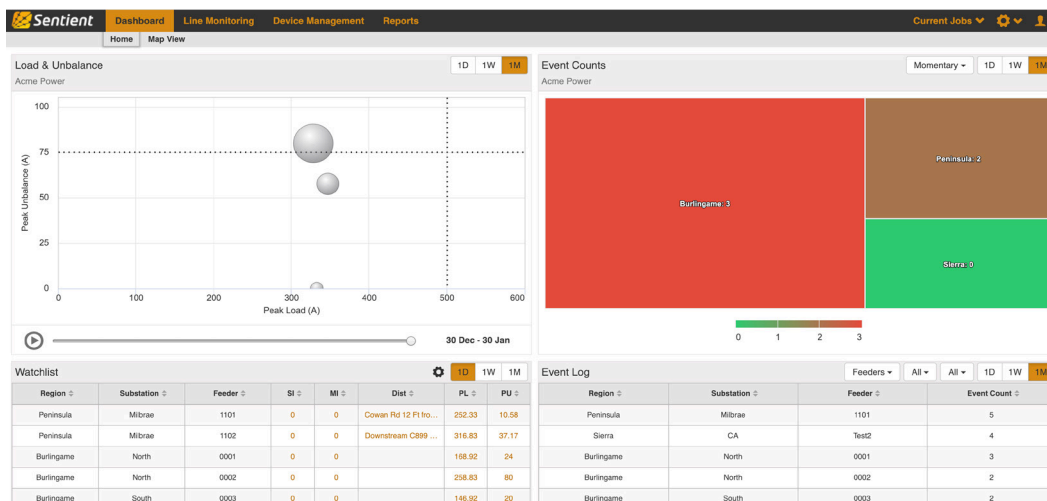 Sentient Dashboard Line Monitoring Device Management Reports Current Jobs
Home Map View
Load & Unbalance 1D 1W 1M
Acme Power
100
75
50
25
0
Peak Unbalance (A)
0 100 200 300 400 500 600
Peak Load (A)
30 Dec - 30 Jan
Event Counts Momentary 1D 1W 1M
Acme Power
Burlingame: 3
Peninsula: 2
Sierra: 0
0 1 2 3
Watchlist 1D 1W 1M
Region Substation Feeder SI MI Dist PL PU
Peninsula Milbrae 1101 0 0 Cowan Rd 12 Ft fro... 252.33 10.58
Peninsula Milbrae 1102 0 0 Downstream C899 ... 316.83 37.17
Burlingame North 0001 0 0 168.92 24
Burlingame North 0002 0 0 258.83 80
Burlingame South 0003 0 0 146.92 20
Event Log Feeders All All 1D 1W 1M
Region Substation Feeder Event Count
Peninsula Milbrae 1101 5
Sierra CA Test2 4
Burlingame North 0001 3
Burlingame North 0002 2
Burlingame South 0003 2